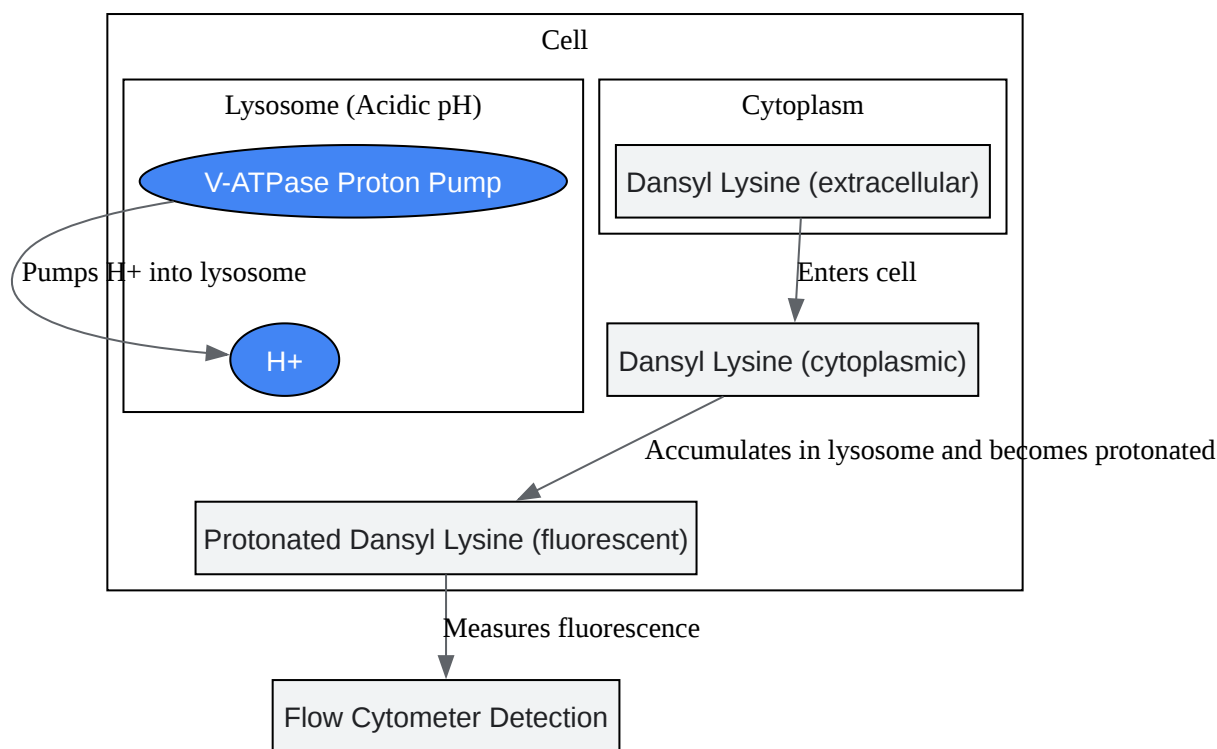 Cell
Lysosome (Acidic pH)
Cytoplasm
V-ATPase Proton Pump
Dansyl Lysine (extracellular)
Pumps H+ into lysosome
Enters cell
H+
Dansyl Lysine (cytoplasmic)
Accumulates in lysosome and becomes protonated
Protonated Dansyl Lysine (fluorescent)
Measures fluorescence
Flow Cytometer Detection